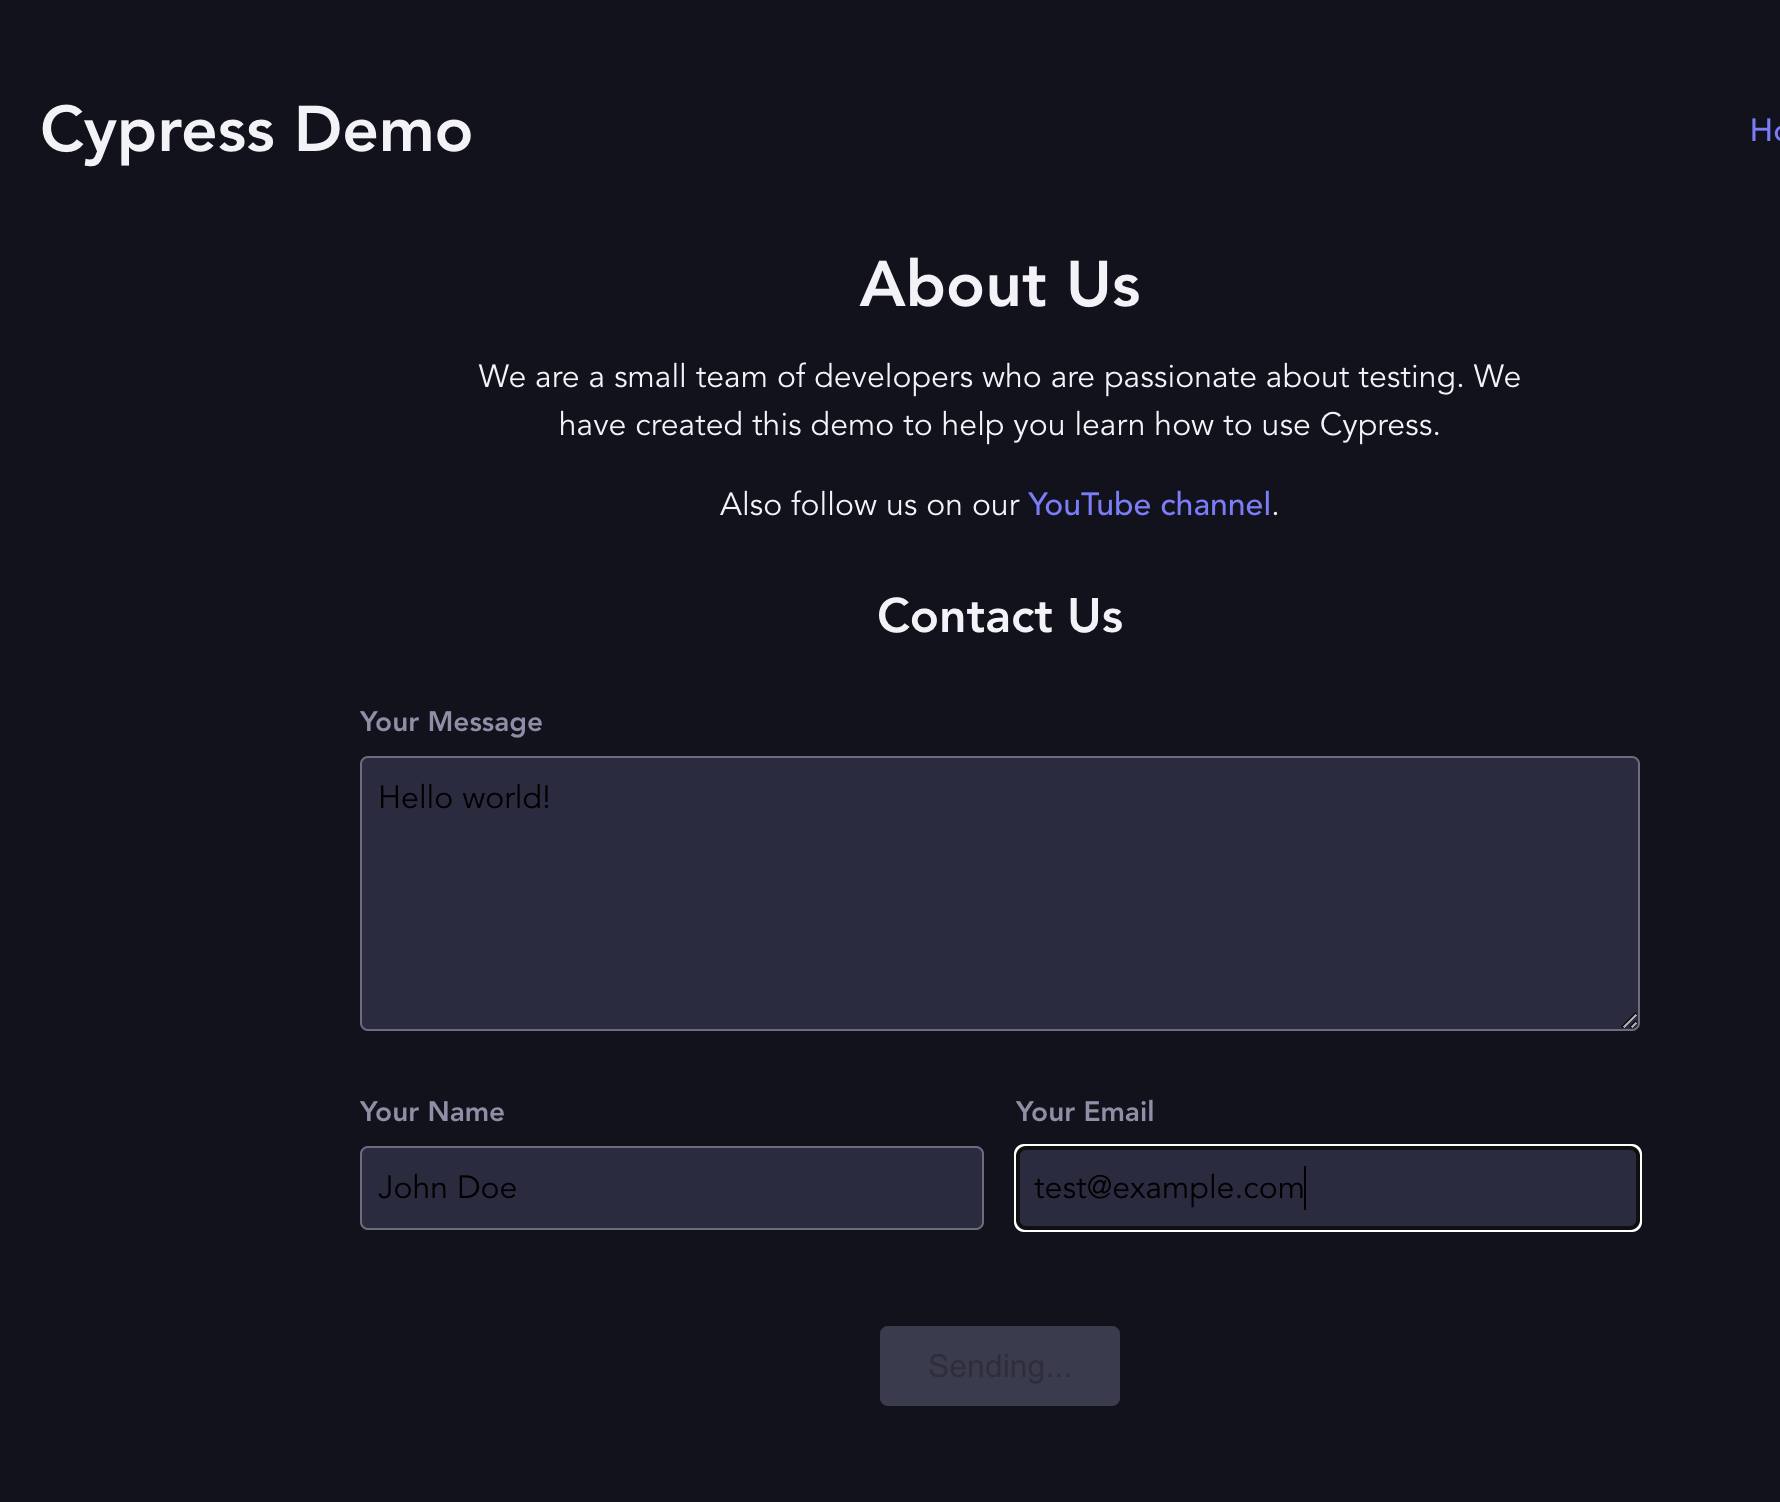 Cypress Demo
About Us
We are a small team of developers who are passionate about testing. We
have created this demo to help you learn how to use Cypress.
Also follow us on our YouTube channel.
Contact Us
Your Message
Hello world!
Your Name
Your Email
John Doe
test@example.com
Sending...